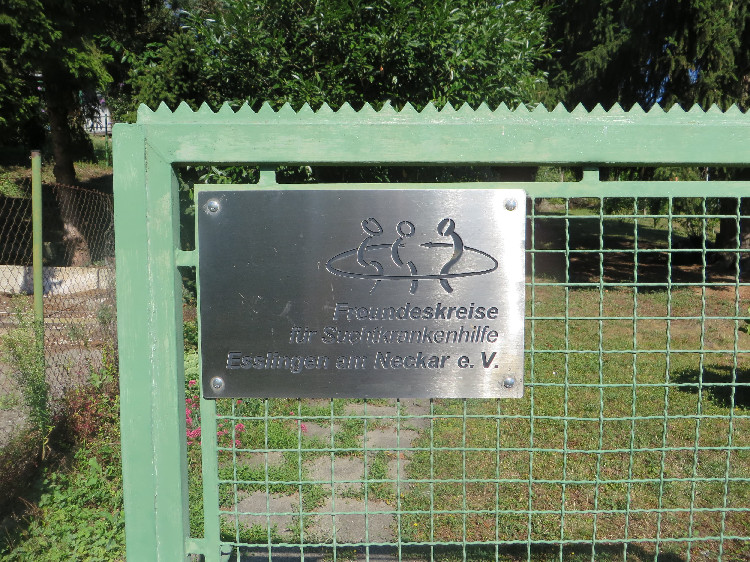 Freundeskreise
für Suchtkrankenhilfe
Esslingen am Neckar e. V.